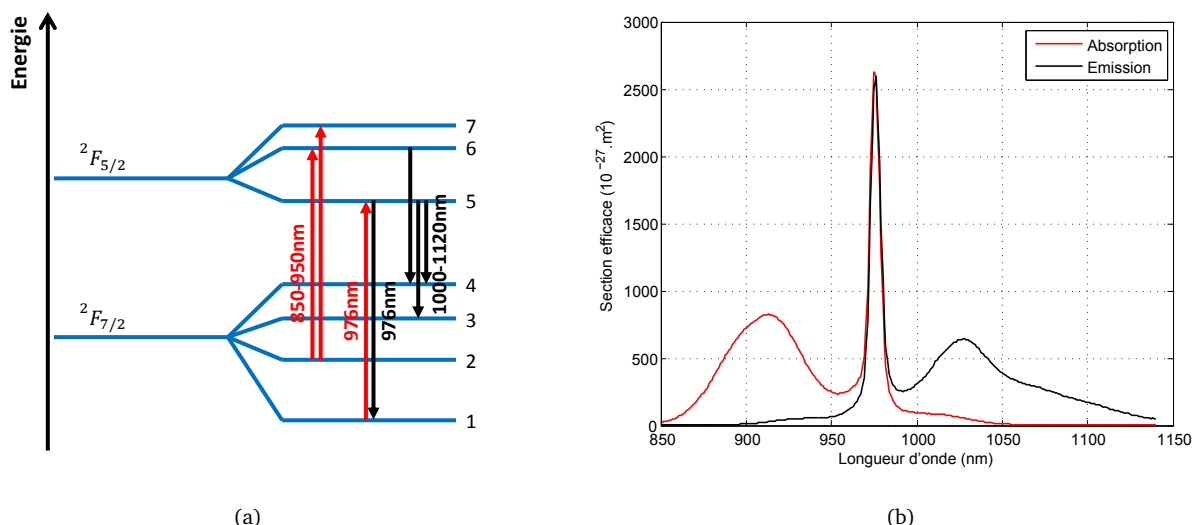 Energie
7
²F₅/₂
6
5
850-950nm
976nm
976nm
1000-1120nm
4
²F₇/₂
3
2
1
(a)
3000
2500
2000
1500
1000
500
0
Section efficace (10⁻²⁷.m²)
Absorption
Emission
850
900
950
1000
1050
1100
1150
Longueur d'onde (nm)
(b)